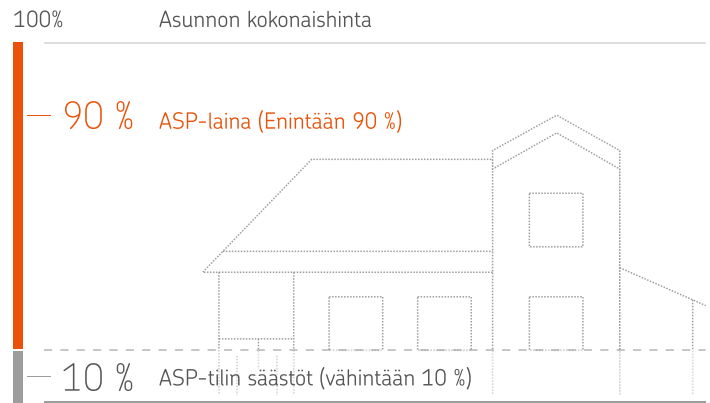 100% Asunnon kokonaishinta
90 % ASP-laina (Enintään 90 %)
10 % ASP-tilin säästöt (vähintään 10 %)